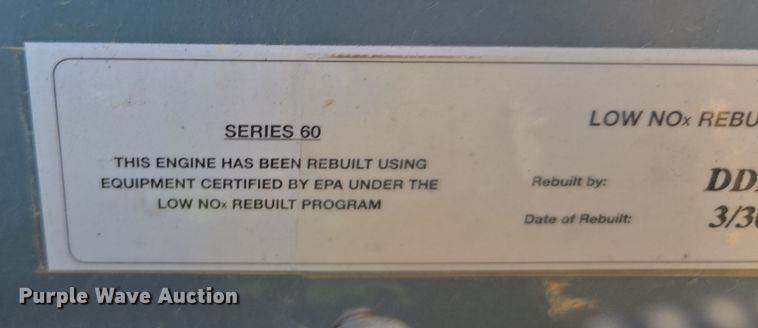 SERIES 60
THIS ENGINE HAS BEEN REBUILT USING
EQUIPMENT CERTIFIED BY EPA UNDER THE
LOW NOx REBUILT PROGRAM
LOW NOx REBU
Rebuilt by: DD
Date of Rebuilt: 3/3
Purple Wave Auction